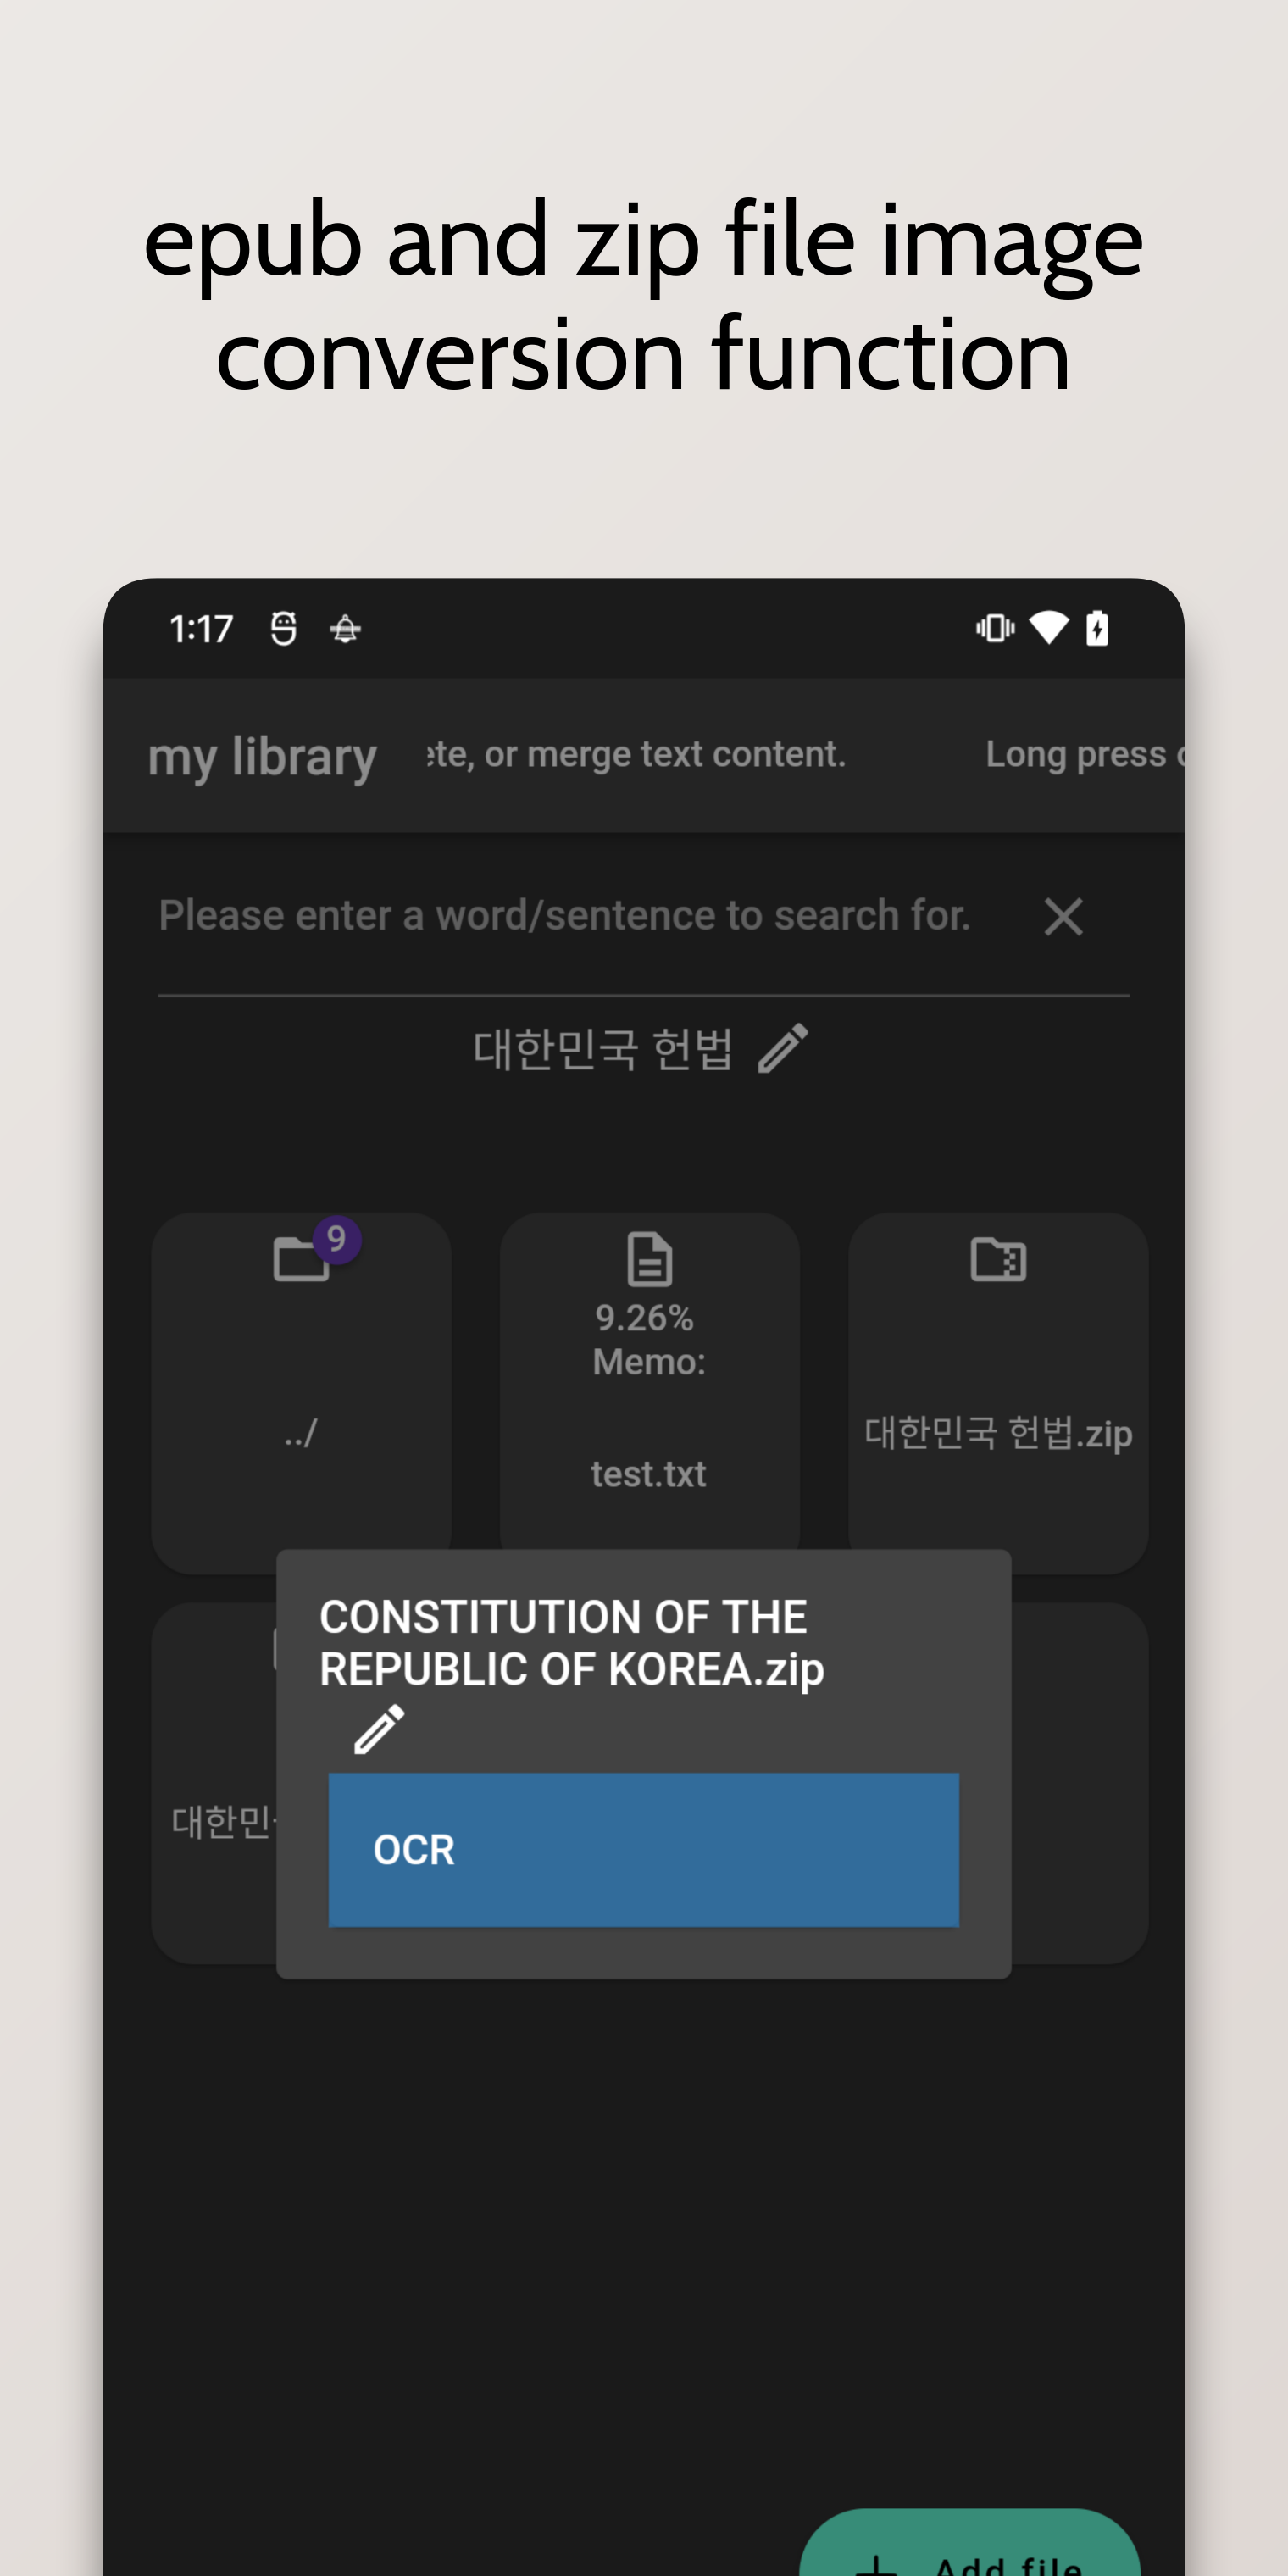 epub and zip file image
conversion function
1:17
my library
ete, or merge text content.
Long press
Please enter a word/sentence to search for.
대한민국 헌법
9
9.26%
Memo:
../
test.txt
대한민국 헌법.zip
CONSTITUTION OF THE
REPUBLIC OF KOREA.zip
대한민
OCR
Add file